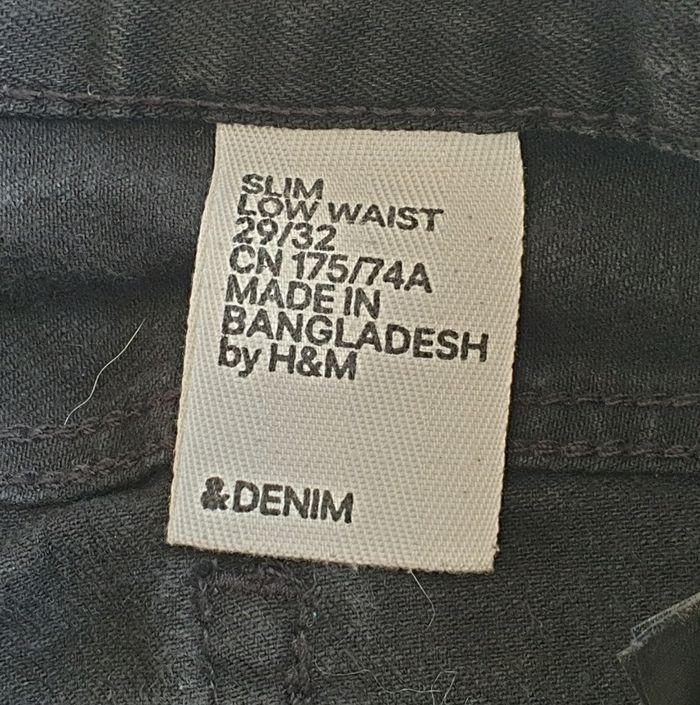 SLIM
LOW WAIST
29/32
CN 175/74A
MADE IN
BANGLADESH
by H&M
&DENIM